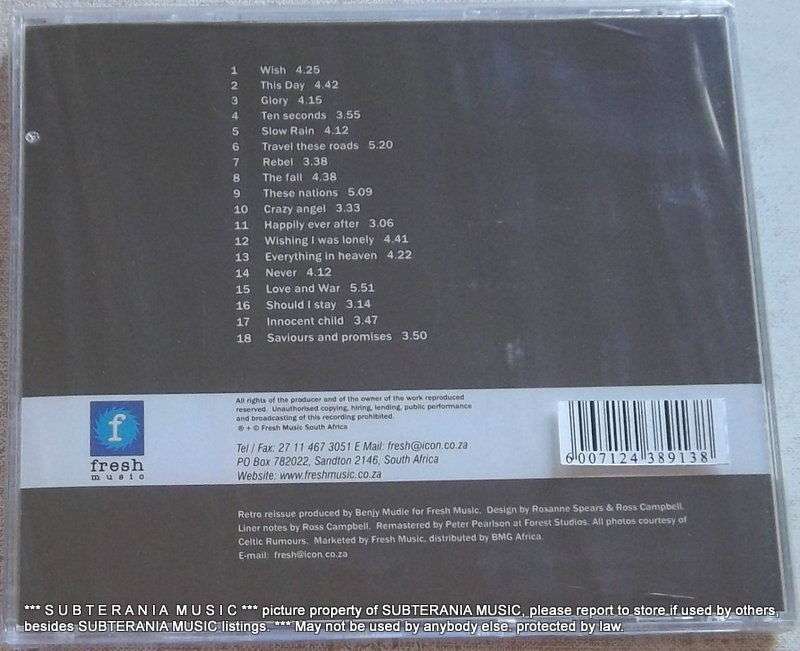 1 Wish 4.25
2 This Day 4.42
3 Glory 4.15
4 Ten seconds 3.55
5 Slow Rain 4.12
6 Travel these roads 5.20
7 Rebel 3.38
8 The fall 4.38
9 These nations 5.09
10 Crazy angel 3.33
11 Happily ever after 3.06
12 Wishing I was lonely 4.41
13 Everything in heaven 4.22
14 Never 4.12
15 Love and War 5.51
16 Should I stay 3.14
17 Innocent child 3.47
18 Saviours and promises 3.50
All rights of the producer and of the owner of the work reproduced
reserved. Unauthorised copying, hiring, lending, public performance
and broadcasting of this recording prohibited.
℗ + © Fresh Music South Africa
Tel / Fax: 27 11 467 3051 E Mail: fresh@icon.co.za
PO Box 782022, Sandton 2146, South Africa
Website: www.freshmusic.co.za
f
fresh
music
6007124389138
Retro reissue produced by Benjy Mudie for Fresh Music. Design by Roxanne Spears & Ross Campbell.
Liner notes by Ross Campbell. Remastered by Peter Pearlson at Forest Studios. All photos courtesy of
Celtic Rumours. Marketed by Fresh Music, distributed by BMG Africa.
E-mail: fresh@icon.co.za
*** S U B T E R A N I A M U S I C *** picture property of SUBTERANIA MUSIC, please report to store if used by others,
besides SUBTERANIA MUSIC listings. *** May not be used by anybody else. protected by law.